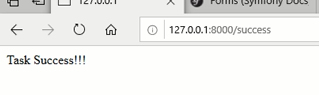 127.0.0.1
Forms (Symfony Docs
127.0.0.1:8000/success
Task Success!!!